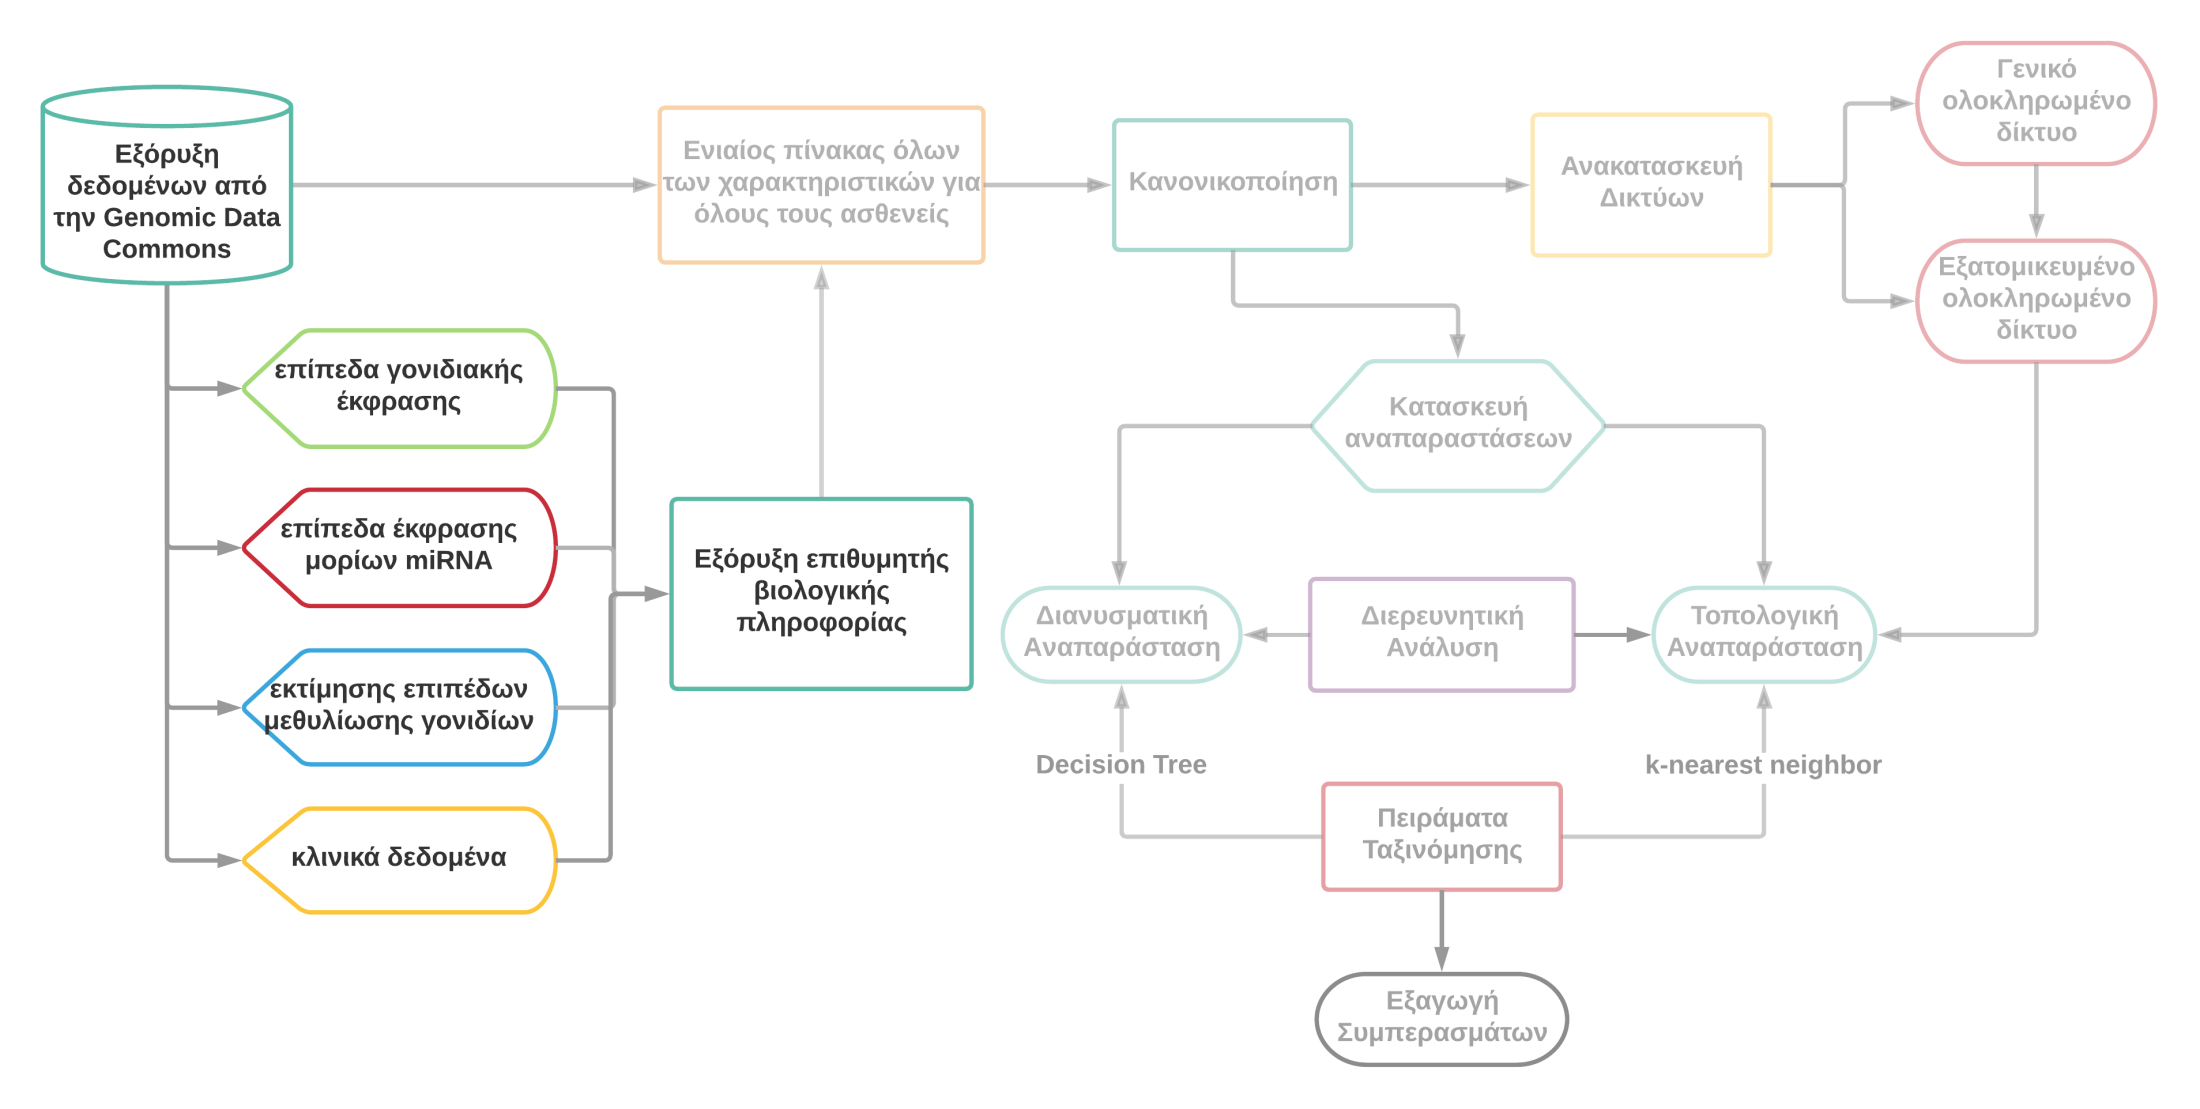 Εξόρυξη
δεδομένων από
την Genomic Data
Commons
Ενιαίος πίνακας όλων
των χαρακτηριστικών για
όλους τους ασθενείς
Κανονικοποίηση
Ανακατασκευή
Δικτύων
Γενικό
ολοκληρωμένο
δίκτυο
Εξατομικευμένο
ολοκληρωμένο
δίκτυο
επίπεδα γονιδιακής
έκφρασης
επίπεδα έκφρασης
μορίων miRNA
εκτίμησης επιπέδων
μεθυλίωσης γονιδίων
κλινικά δεδομένα
Εξόρυξη επιθυμητής
βιολογικής
πληροφορίας
Κατασκευή
αναπαραστάσεων
Διανυσματική
Αναπαράσταση
Διερευνητική
Ανάλυση
Τοπολογική
Αναπαράσταση
Decision Tree
k-nearest neighbor
Πειράματα
Ταξινόμησης
Εξαγωγή
Συμπερασμάτων